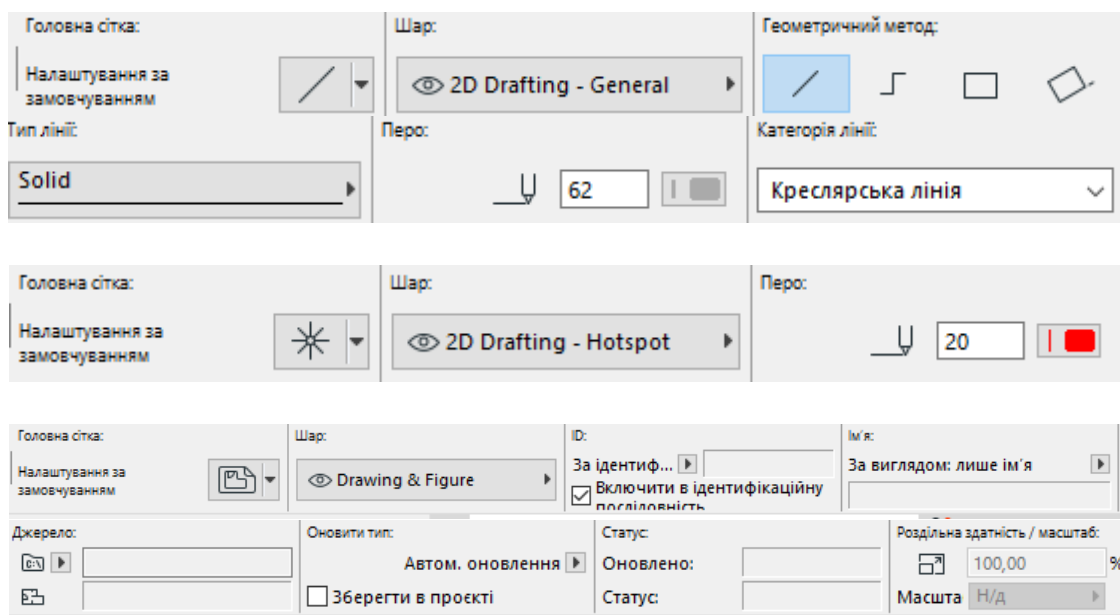 Головна сітка:
Шар:
Геометричний метод:
Налаштування за
замовчуванням
2D Drafting - General
Тип лінії:
Перо:
Категорія лінії:
Solid
62
Креслярська лінія
Головна сітка:
Шар:
Перо:
Налаштування за
замовчуванням
2D Drafting - Hotspot
20
Головна сітка:
Шар:
ID:
Ім'я:
Налаштування за
замовчуванням
Drawing & Figure
За ідентиф...
Включити в ідентифікаційну
послідовність
За виглядом: лише ім'я
Джерело:
Оновити тип:
Статус:
Роздільна здатність / масштаб:
Автом. оновлення
Оновлено:
100,00
%
Зберегти в проєкті
Статус:
Масшта
Н/д